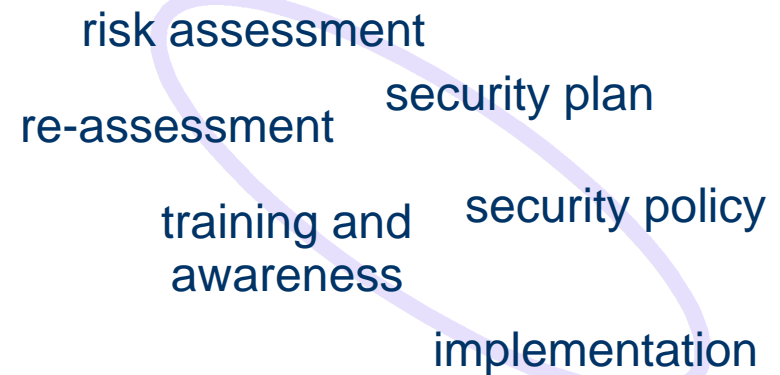 risk assessment
security plan
re-assessment
security policy
training and
awareness
implementation